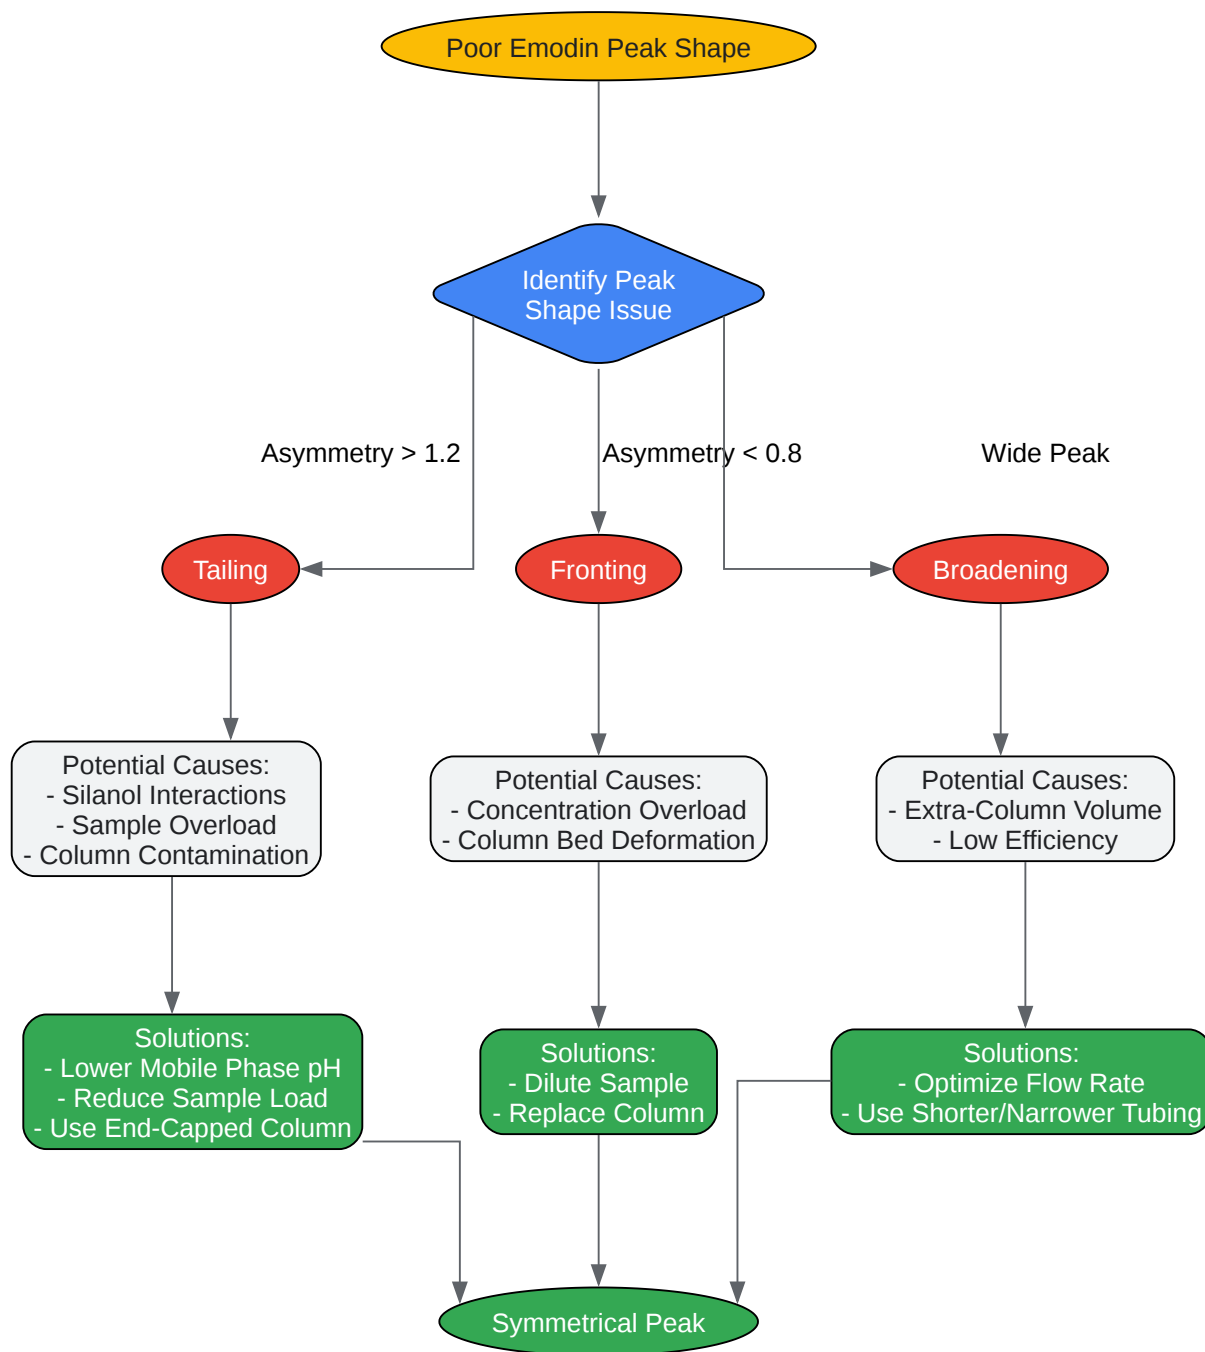 Poor Emodin Peak Shape
Identify Peak
Shape Issue
Asymmetry > 1.2
Asymmetry < 0.8
Wide Peak
Tailing
Fronting
Broadening
Potential Causes:
- Silanol Interactions
- Sample Overload
- Column Contamination
Potential Causes:
- Concentration Overload
- Column Bed Deformation
Potential Causes:
- Extra-Column Volume
- Low Efficiency
Solutions:
- Lower Mobile Phase pH
- Reduce Sample Load
- Use End-Capped Column
Solutions:
- Dilute Sample
- Replace Column
Solutions:
- Optimize Flow Rate
- Use Shorter/Narrower Tubing
Symmetrical Peak